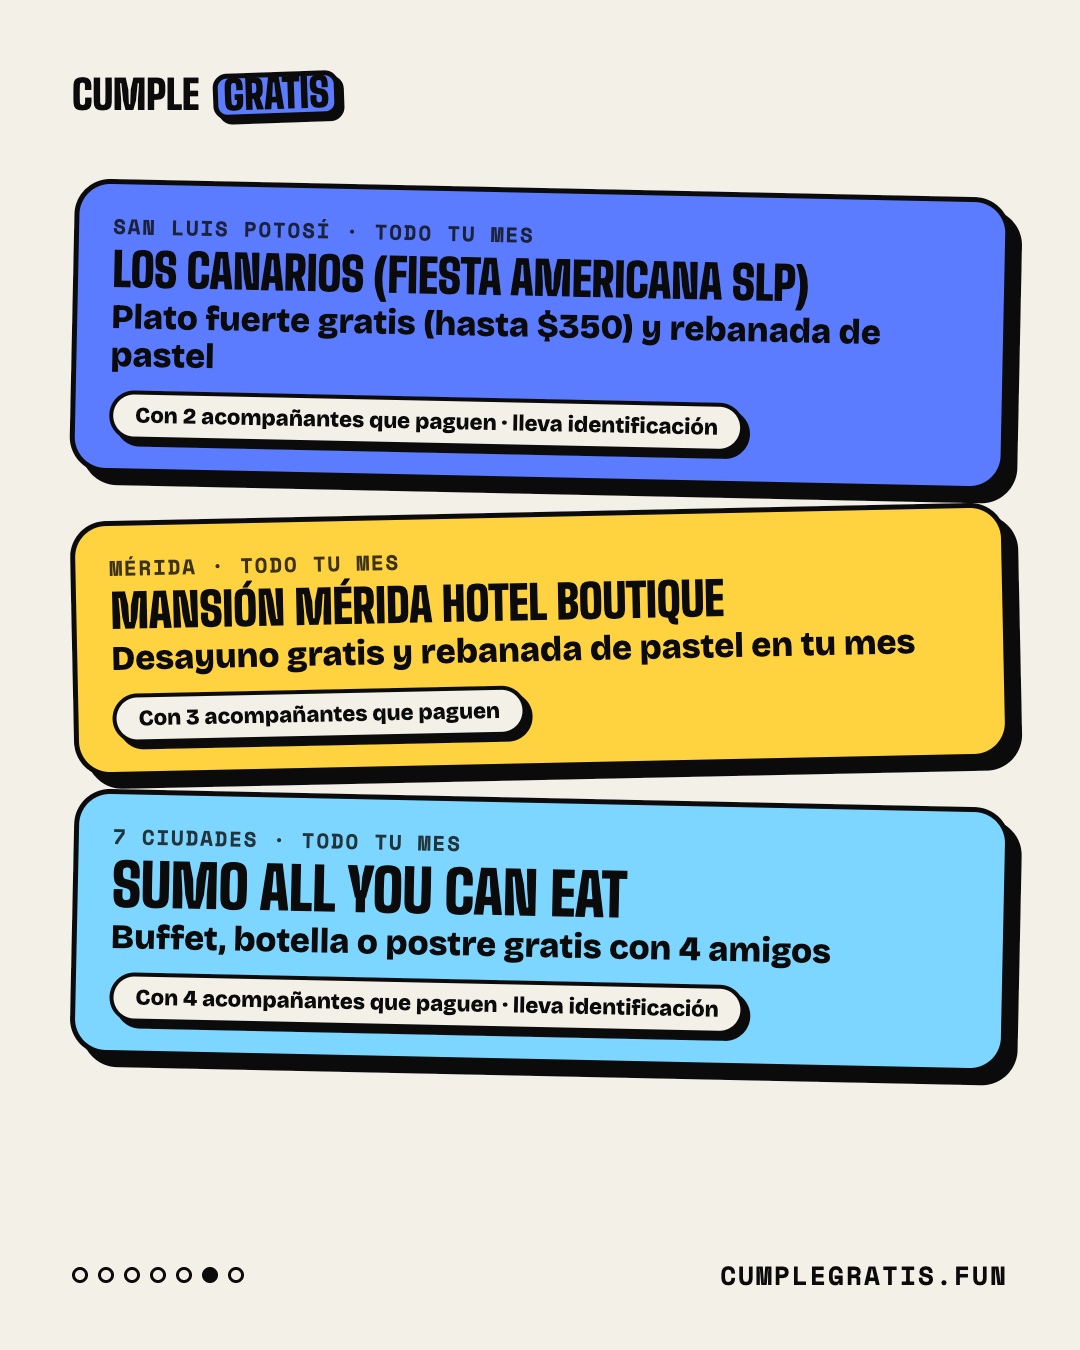 CUMPLE GRATIS
SAN LUIS POTOSÍ · TODO TU MES
LOS CANARIOS (FIESTA AMERICANA SLP)
Plato fuerte gratis (hasta $350) y rebanada de
pastel
Con 2 acompañantes que paguen · lleva identificación
MÉRIDA · TODO TU MES
MANSIÓN MÉRIDA HOTEL BOUTIQUE
Desayuno gratis y rebanada de pastel en tu mes
Con 3 acompañantes que paguen
7 CIUDADES · TODO TU MES
SUMO ALL YOU CAN EAT
Buffet, botella o postre gratis con 4 amigos
Con 4 acompañantes que paguen · lleva identificación
CUMPLEGRATIS.FUN